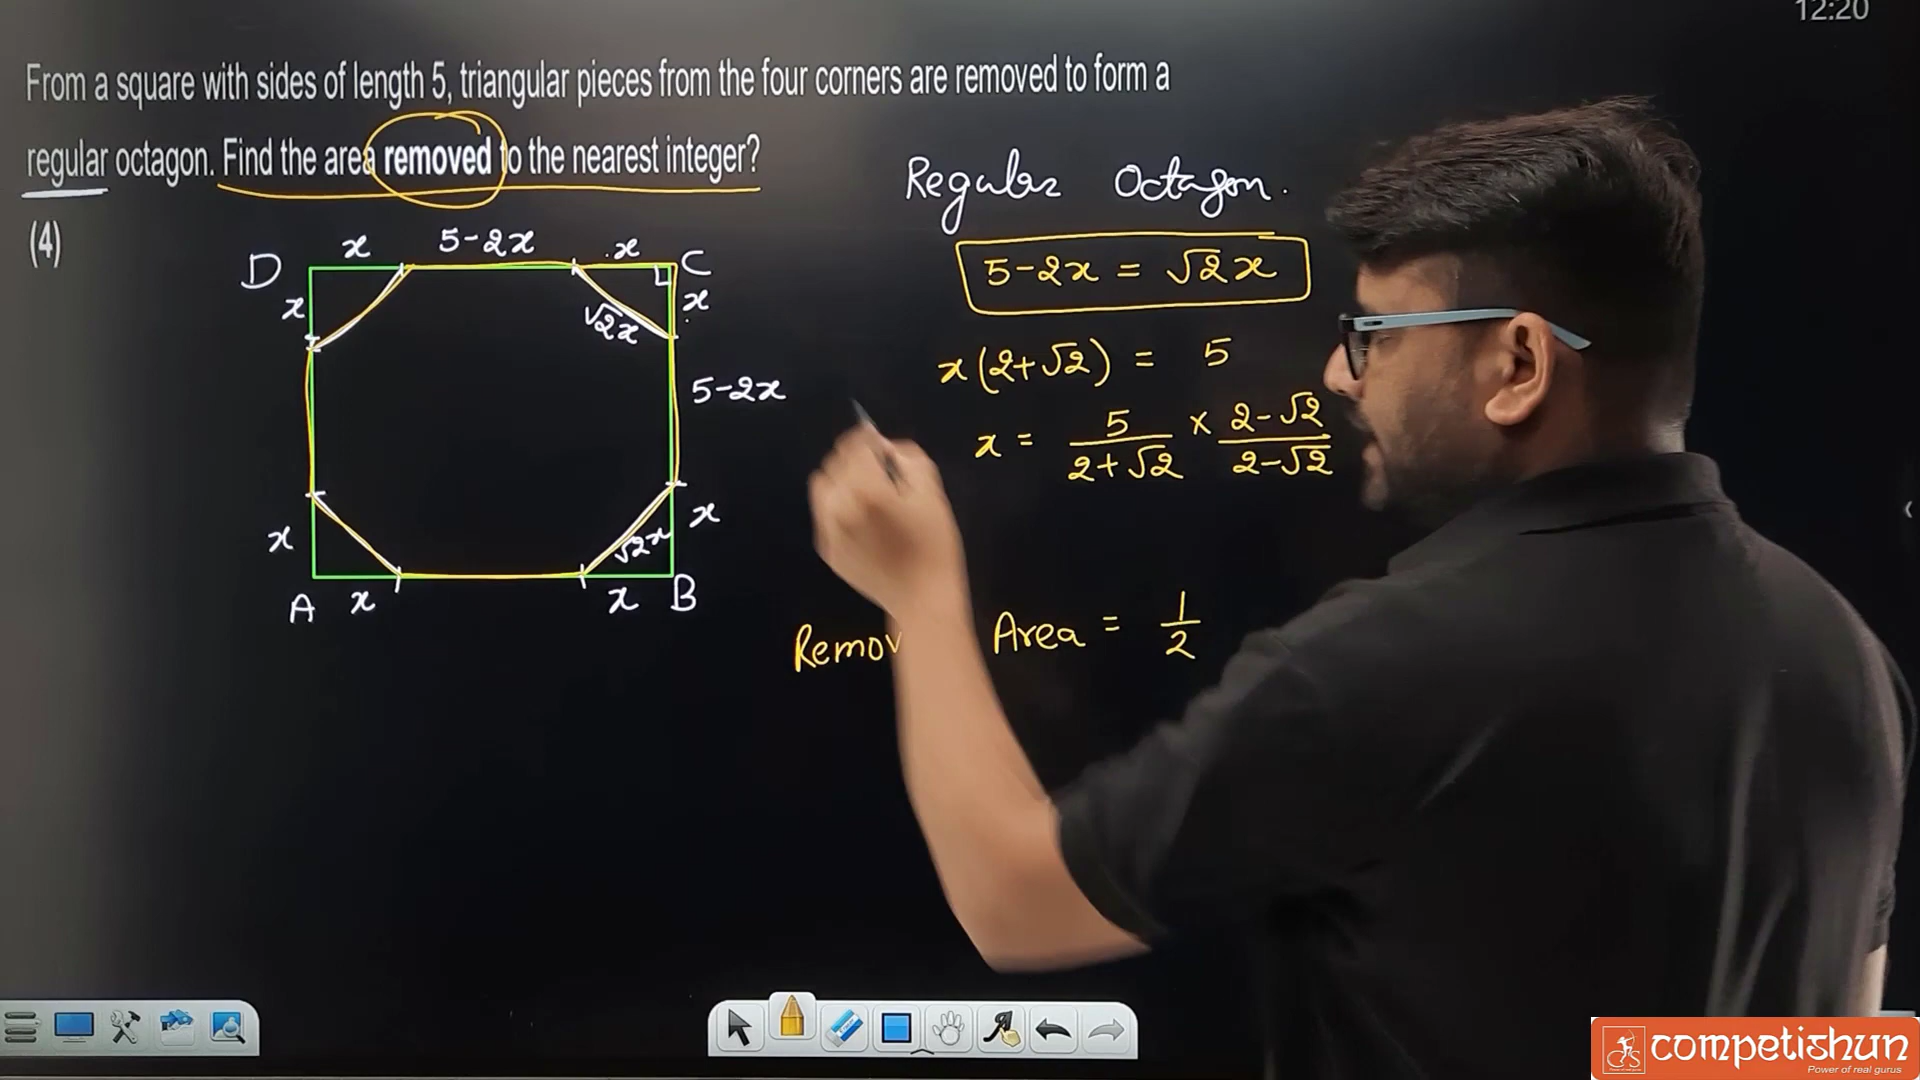 12:20
From a square with sides of length 5, triangular pieces from the four corners are removed to form a
regular octagon. Find the area removed to the nearest integer?
(4)
Regular Octagon.
5-2x = √2x
x(2+√2) = 5
x = 5/(2+√2) × (2-√2)/(2-√2)
Remov Area = 1/2
D x 5-2x x C
x √2x x
5-2x
x √2x x
A x x B
competishun
Power of real gurus